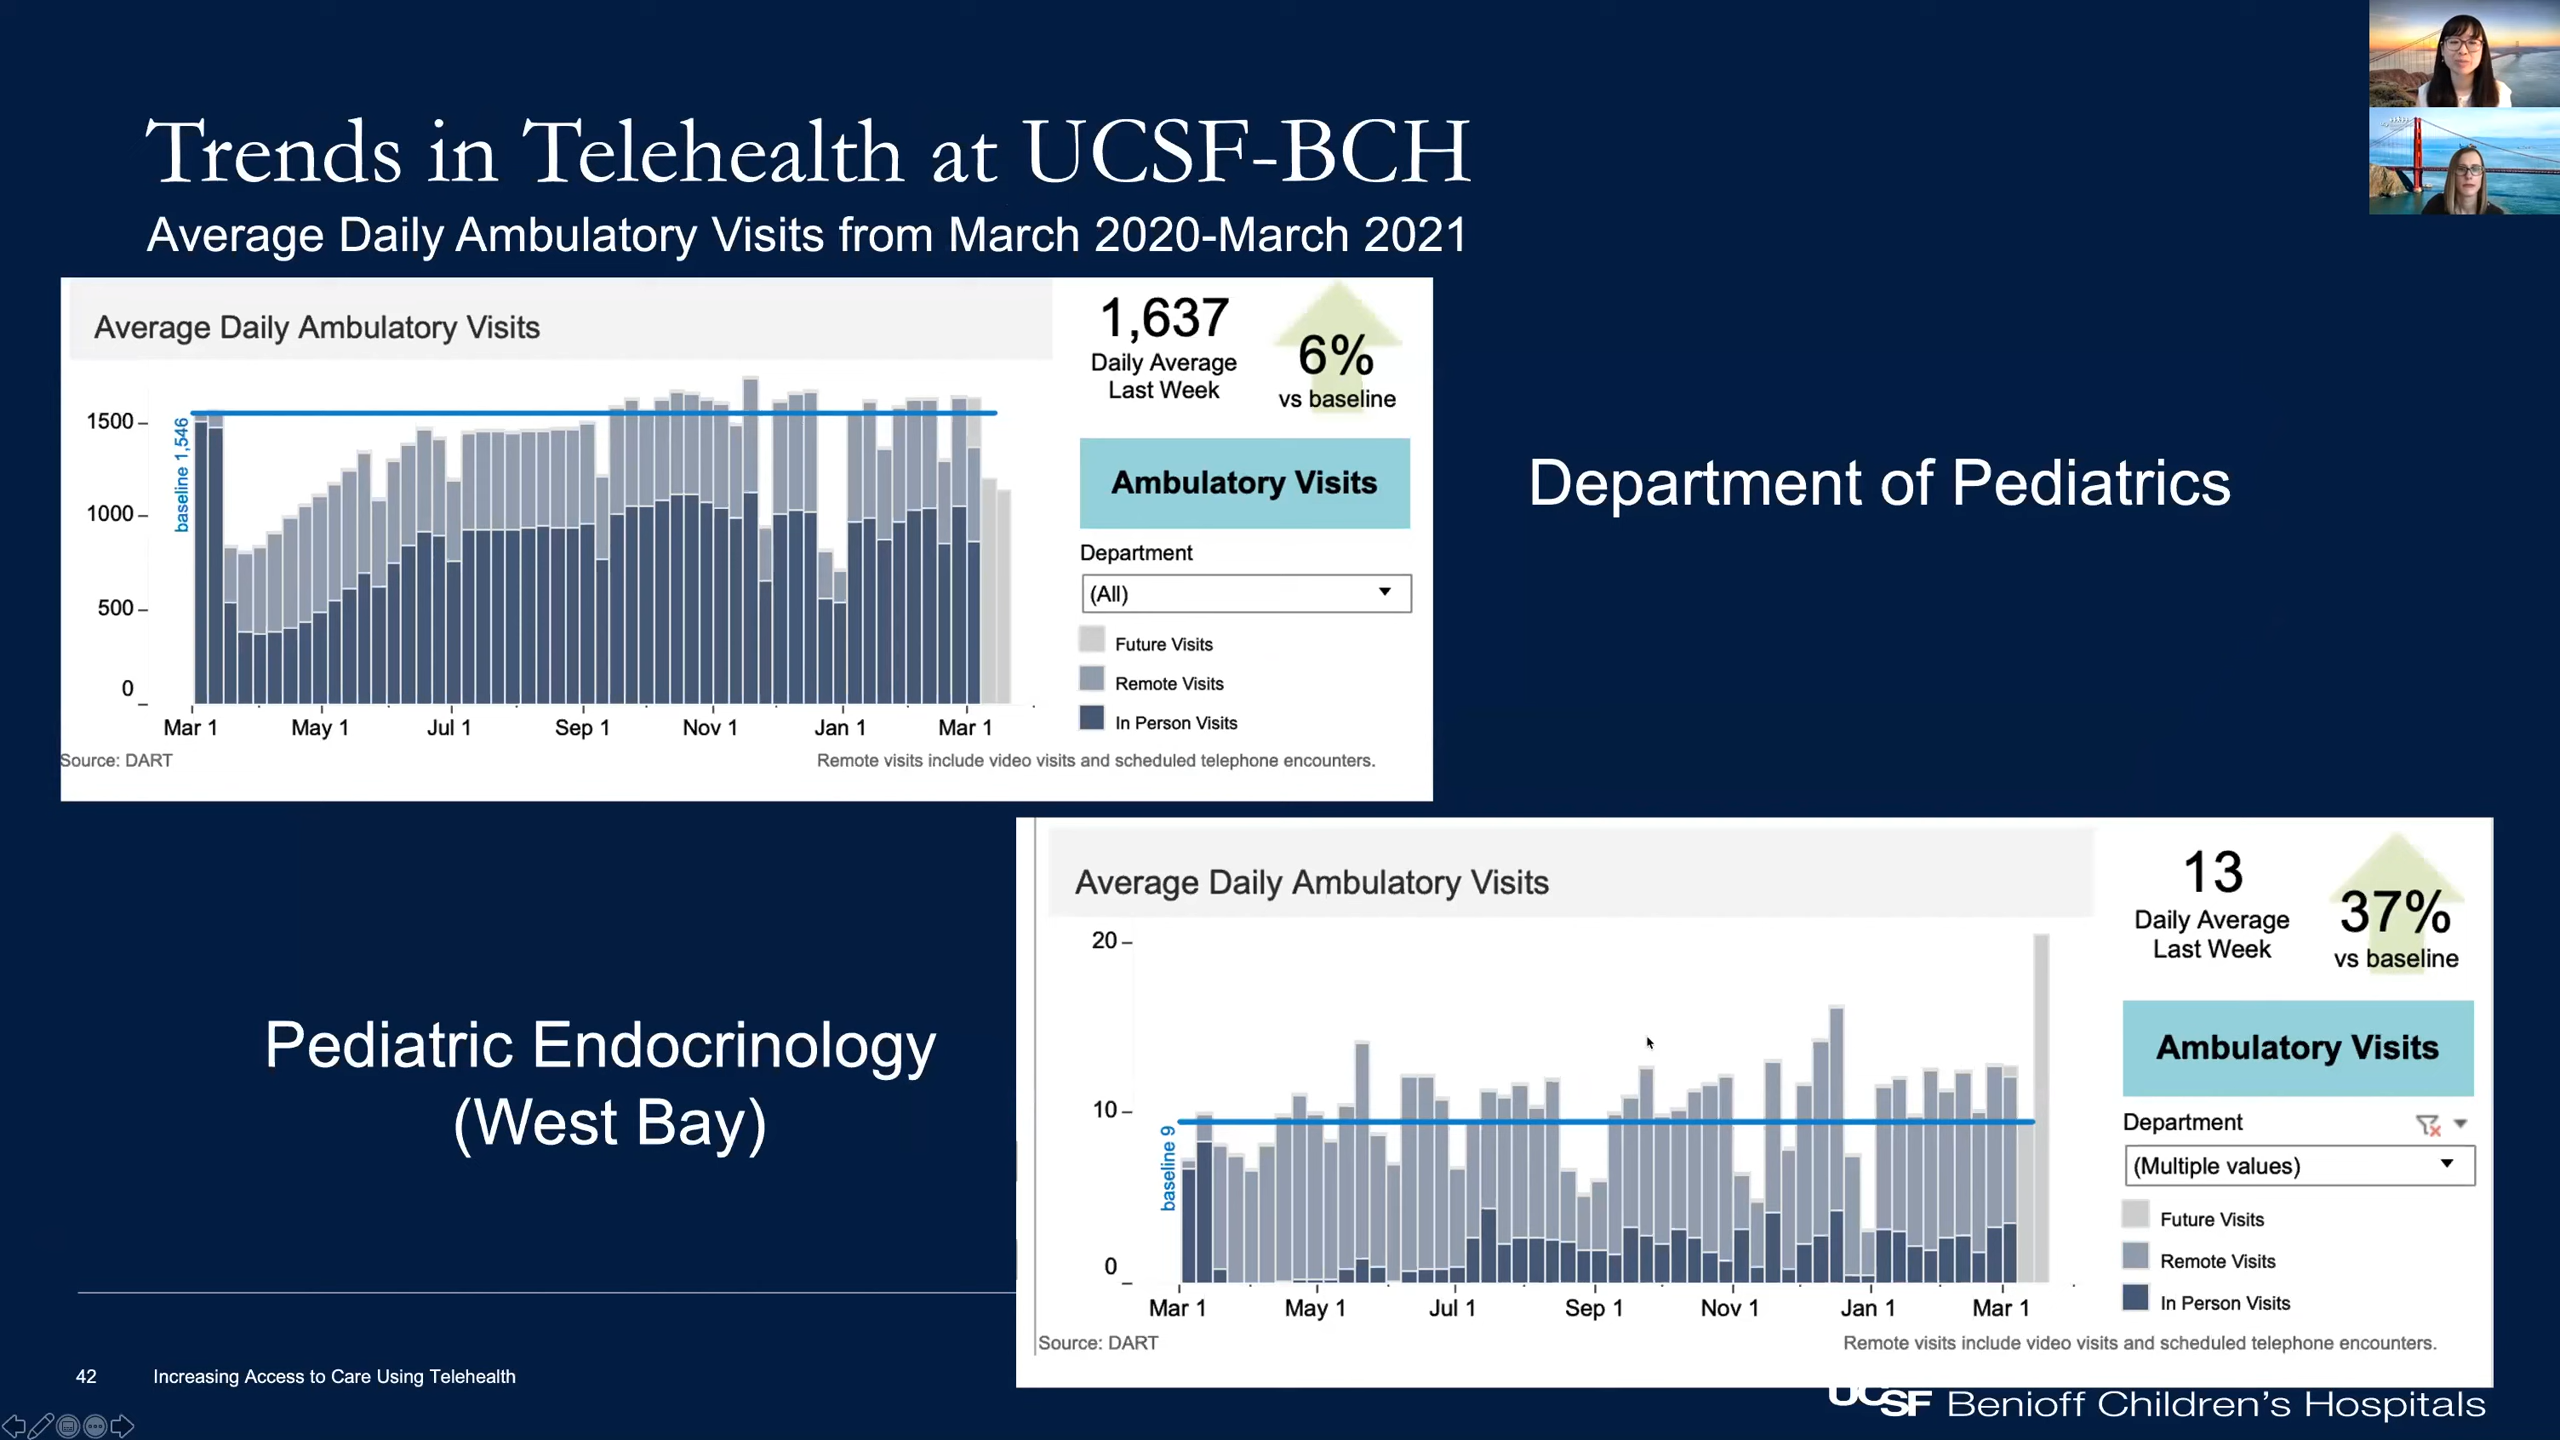 Trends in Telehealth at UCSF-BCH
Average Daily Ambulatory Visits from March 2020-March 2021
Average Daily Ambulatory Visits
1,637
Daily Average
Last Week
6%
vs baseline
1500
1000
500
0
baseline 1,546
Mar 1
May 1
Jul 1
Sep 1
Nov 1
Jan 1
Mar 1
Ambulatory Visits
Department
(All)
Future Visits
Remote Visits
In Person Visits
Source: DART
Remote visits include video visits and scheduled telephone encounters.
Department of Pediatrics
Pediatric Endocrinology
(West Bay)
Average Daily Ambulatory Visits
13
Daily Average
Last Week
37%
vs baseline
20
10
0
baseline 9
Mar 1
May 1
Jul 1
Sep 1
Nov 1
Jan 1
Mar 1
Ambulatory Visits
Department
(Multiple values)
Future Visits
Remote Visits
In Person Visits
Source: DART
Remote visits include video visits and scheduled telephone encounters.
42
Increasing Access to Care Using Telehealth
UCSF Benioff Children's Hospitals